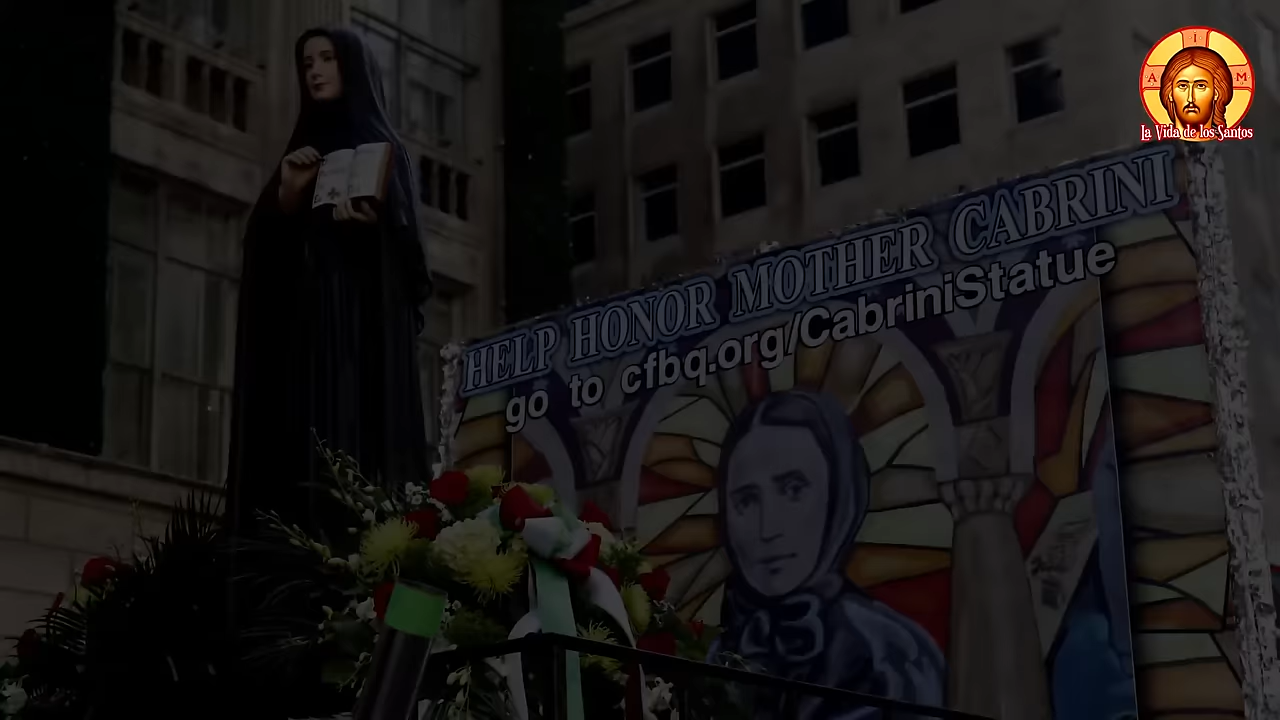 I
A M
La Vida de los Santos
HELP HONOR MOTHER CABRINI
go to cfbq.org/CabriniStatue